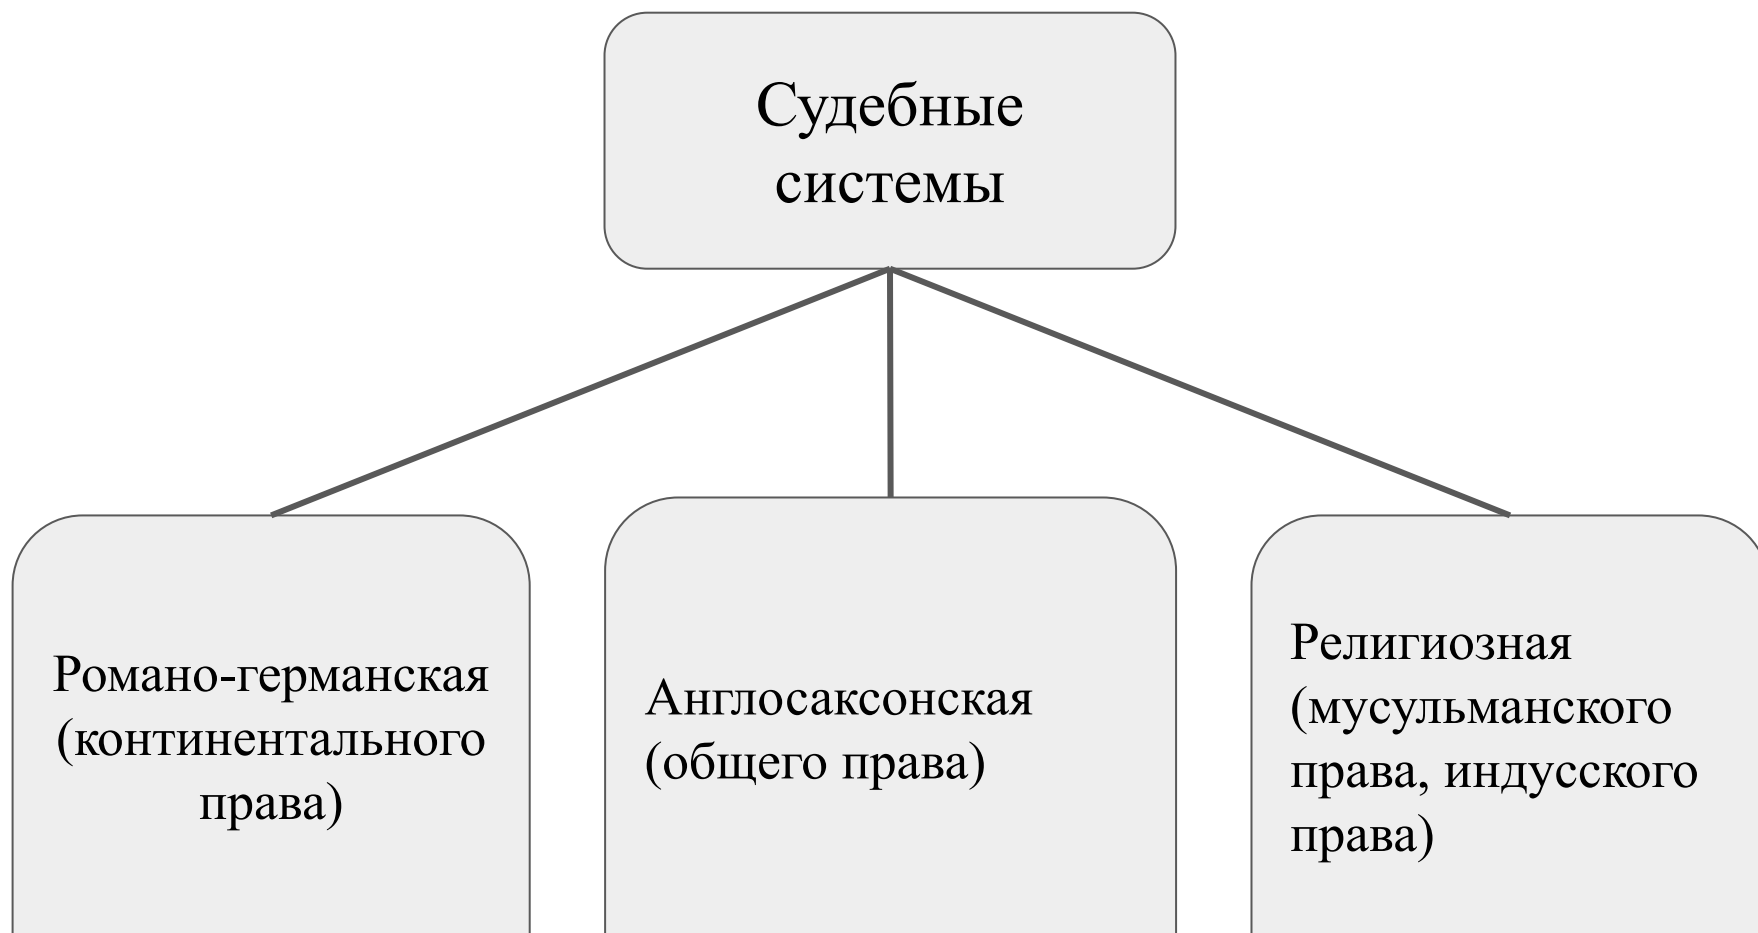 Судебные
системы
Романо-германская
(континентального
права)
Англосаксонская
(общего права)
Религиозная
(мусульманского
права, индусского
права)